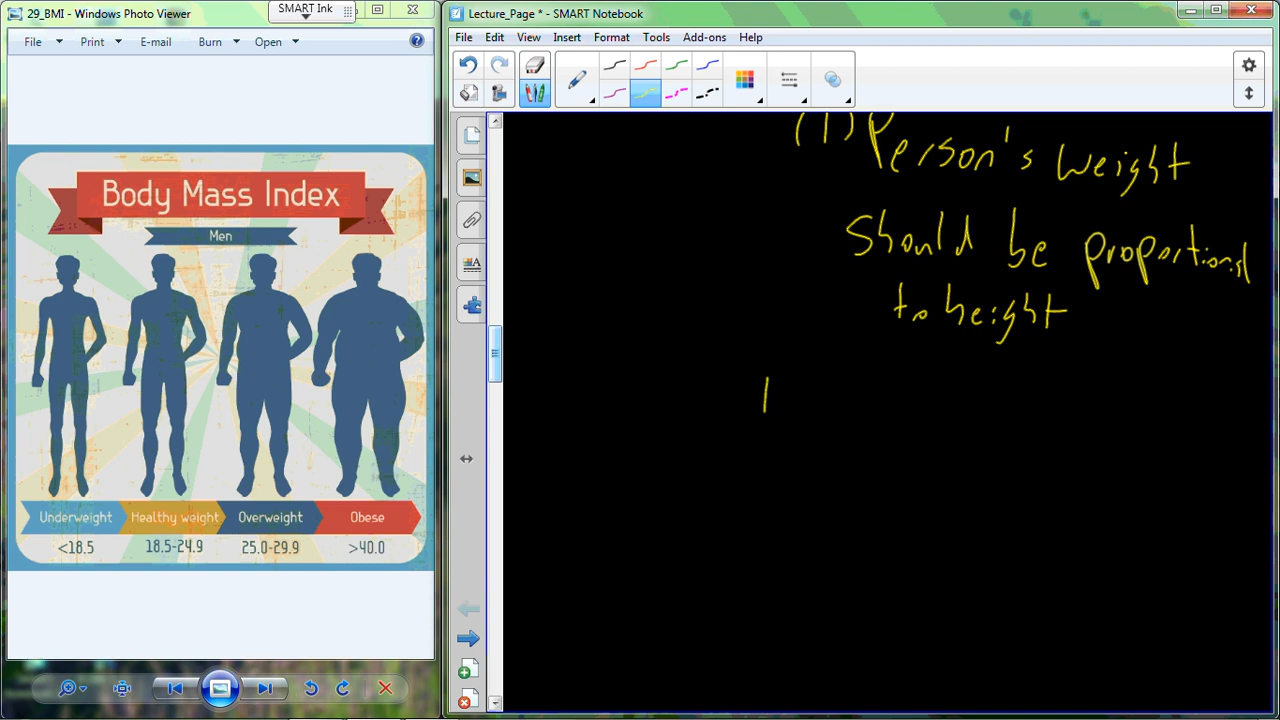 29_BMI - Windows Photo Viewer
SMART Ink
File Print E-mail Burn Open
Body Mass Index
Men
Underweight Healthy weight Overweight Obese
<18.5 18.5-24.9 25.0-29.9 >40.0
Lecture_Page * - SMART Notebook
File Edit View Insert Format Tools Add-ons Help
(1) Person's weight
should be proportional
to height